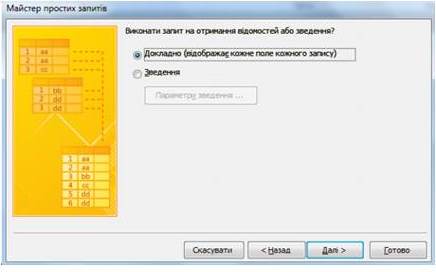 Майстер простих запитів
Виконати запит на отримання відомостей або зведення?
Докладно (відображає кожне поле кожного запису)
Зведення
Параметри зведення ...
1 aa
2 aa
3 cc
1 bb
2 dd
3 dd
1 aa
2 aa
3 bb
4 cc
5 dd
6 dd
Скасувати
< Назад
Далі >
Готово